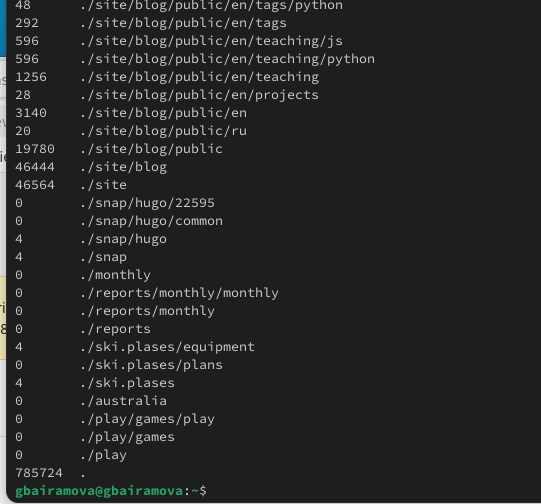 48 ./site/blog/public/en/tags/python
292 ./site/blog/public/en/tags
596 ./site/blog/public/en/teaching/js
596 ./site/blog/public/en/teaching/python
1256 ./site/blog/public/en/teaching
28 ./site/blog/public/en/projects
3140 ./site/blog/public/en
20 ./site/blog/public/ru
19780 ./site/blog/public
46444 ./site/blog
46564 ./site
0 ./snap/hugo/22595
0 ./snap/hugo/common
4 ./snap/hugo
4 ./snap
0 ./monthly
0 ./reports/monthly/monthly
0 ./reports/monthly
0 ./reports
4 ./ski.plases/equipment
0 ./ski.plases/plans
4 ./ski.plases
0 ./australia
0 ./play/games/play
0 ./play/games
0 ./play
785724 .
gbairamova@gbairamova:~$